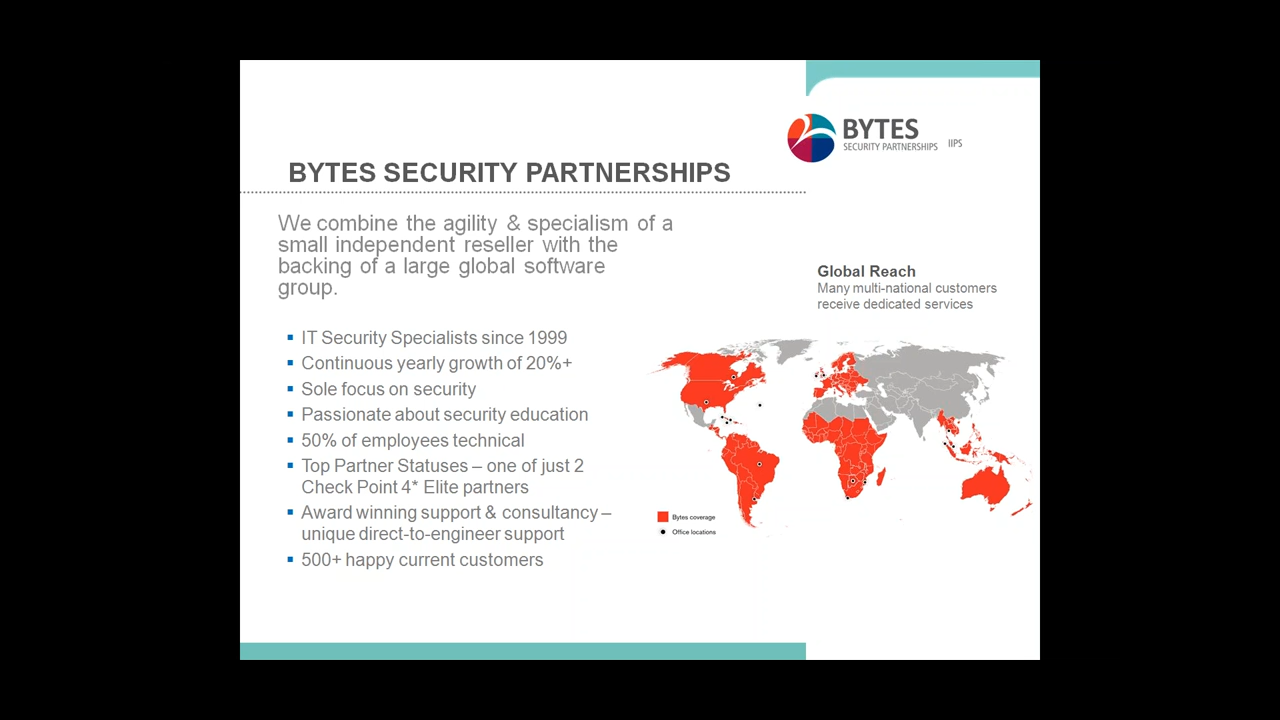 BYTES
SECURITY PARTNERSHIPS IIPS
BYTES SECURITY PARTNERSHIPS
We combine the agility & specialism of a
small independent reseller with the
backing of a large global software
group.
Global Reach
Many multi-national customers
receive dedicated services
IT Security Specialists since 1999
Continuous yearly growth of 20%+
Sole focus on security
Passionate about security education
50% of employees technical
Top Partner Statuses – one of just 2
Check Point 4* Elite partners
Award winning support & consultancy –
unique direct-to-engineer support
500+ happy current customers
Bytes coverage
Office locations